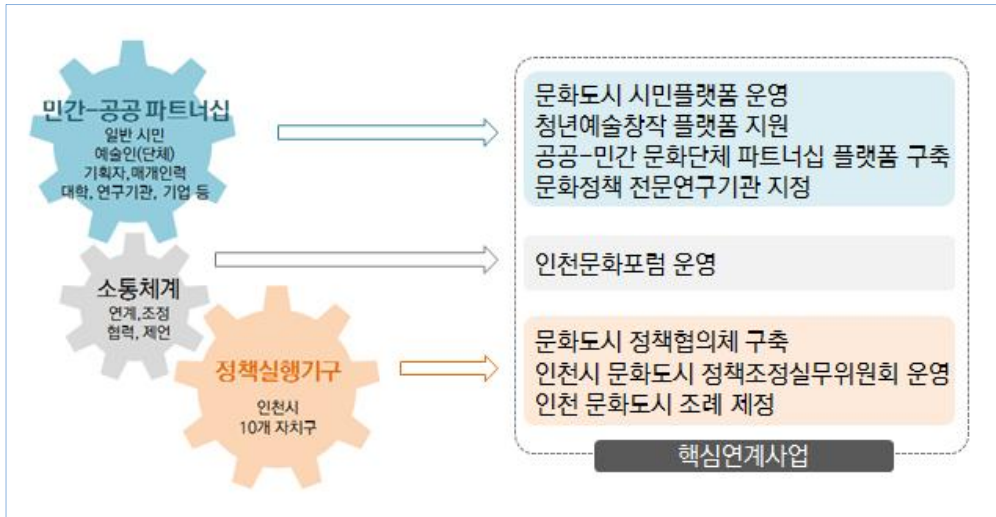 민간-공공 파트너십
일반 시민
예술인(단체)
기획자,매개인력
대학, 연구기관, 기업 등
문화도시 시민플랫폼 운영
청년예술창작 플랫폼 지원
공공-민간 문화단체 파트너십 플랫폼 구축
문화정책 전문연구기관 지정
소통체계
연계,조정
협력, 제언
인천문화포럼 운영
정책실행기구
인천시
10개 자치구
문화도시 정책협의체 구축
인천시 문화도시 정책조정실무위원회 운영
인천 문화도시 조례 제정
핵심연계사업